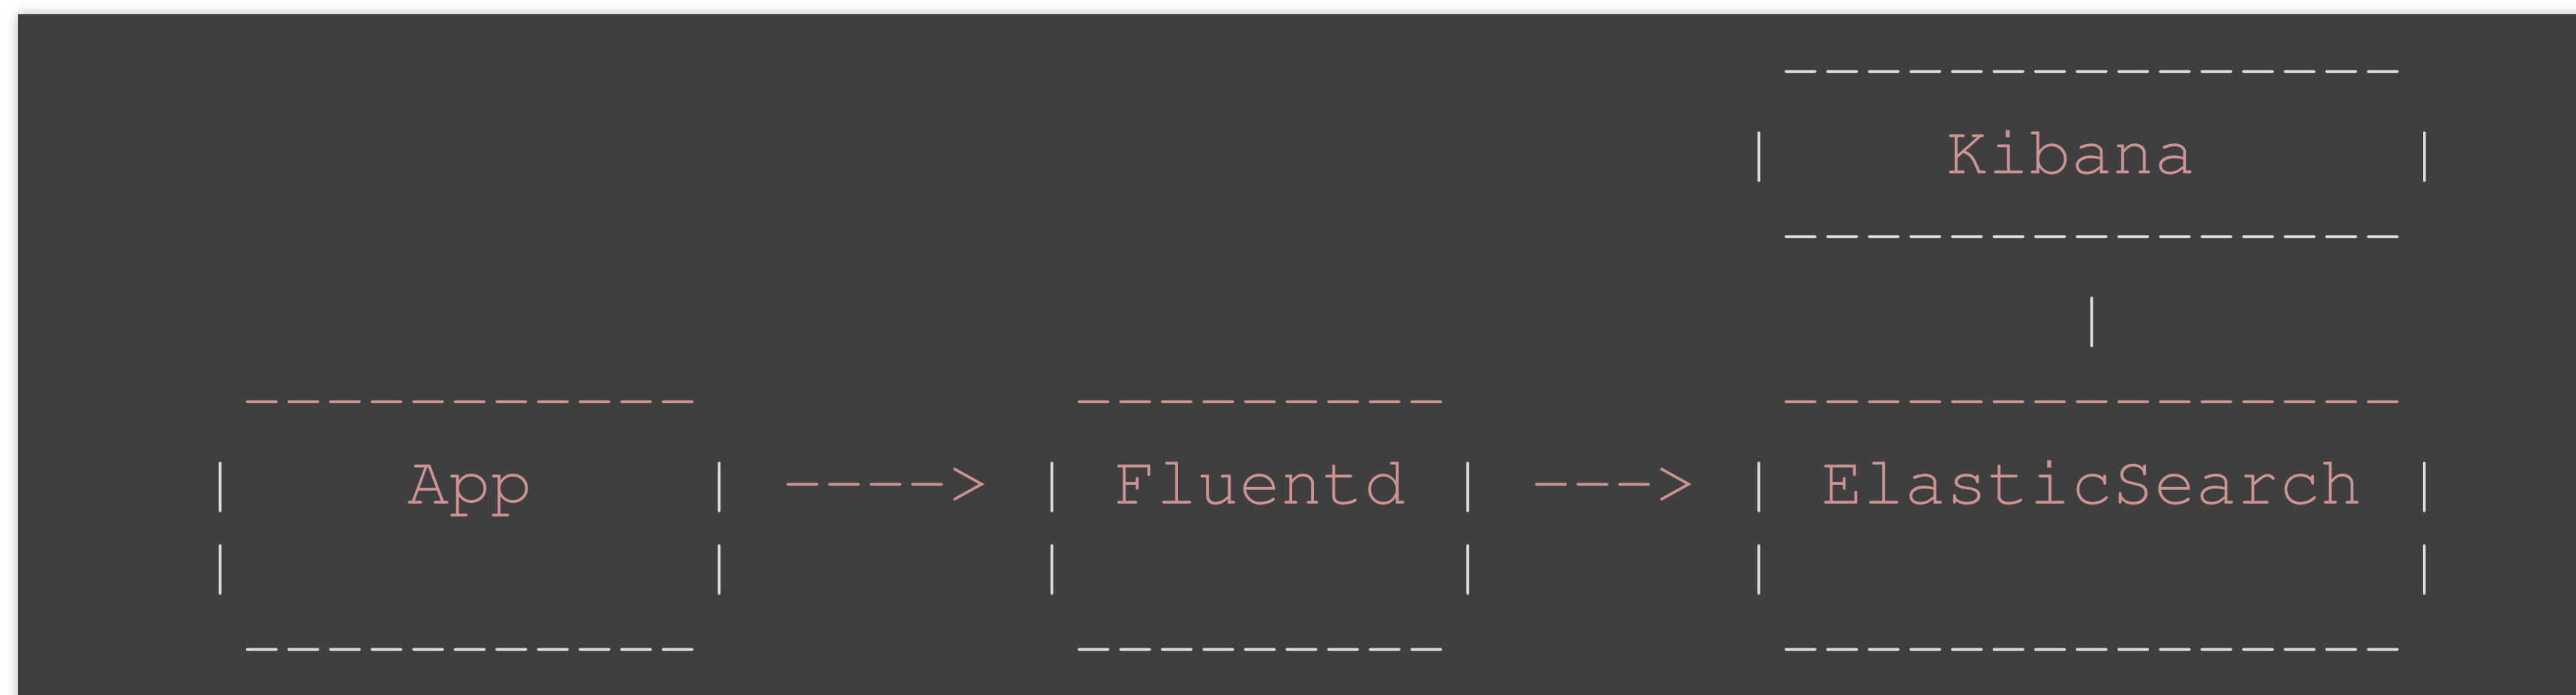 ---------------
| Kibana |
---------------
|
----------- --------- ---------------
| App | ----> | Fluentd | ---> | ElasticSearch |
| | | | | |
----------- --------- ---------------